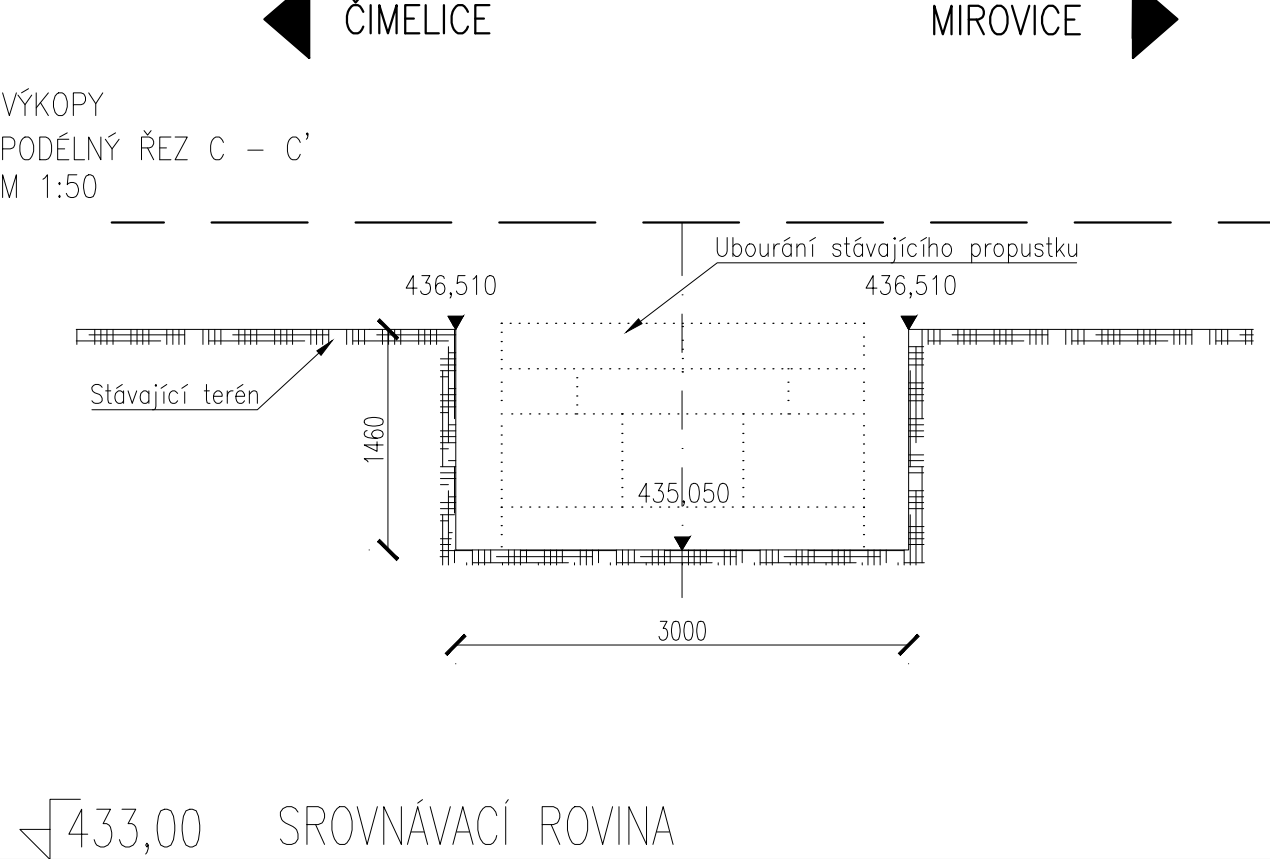 ČIMELICE MIROVICE
VÝKOPY
PODÉLNÝ ŘEZ C – C'
M 1:50
Ubourání stávajícího propustku
436,510 436,510
Stávající terén
1460
435,050
3000
433,00 SROVNÁVACÍ ROVINA